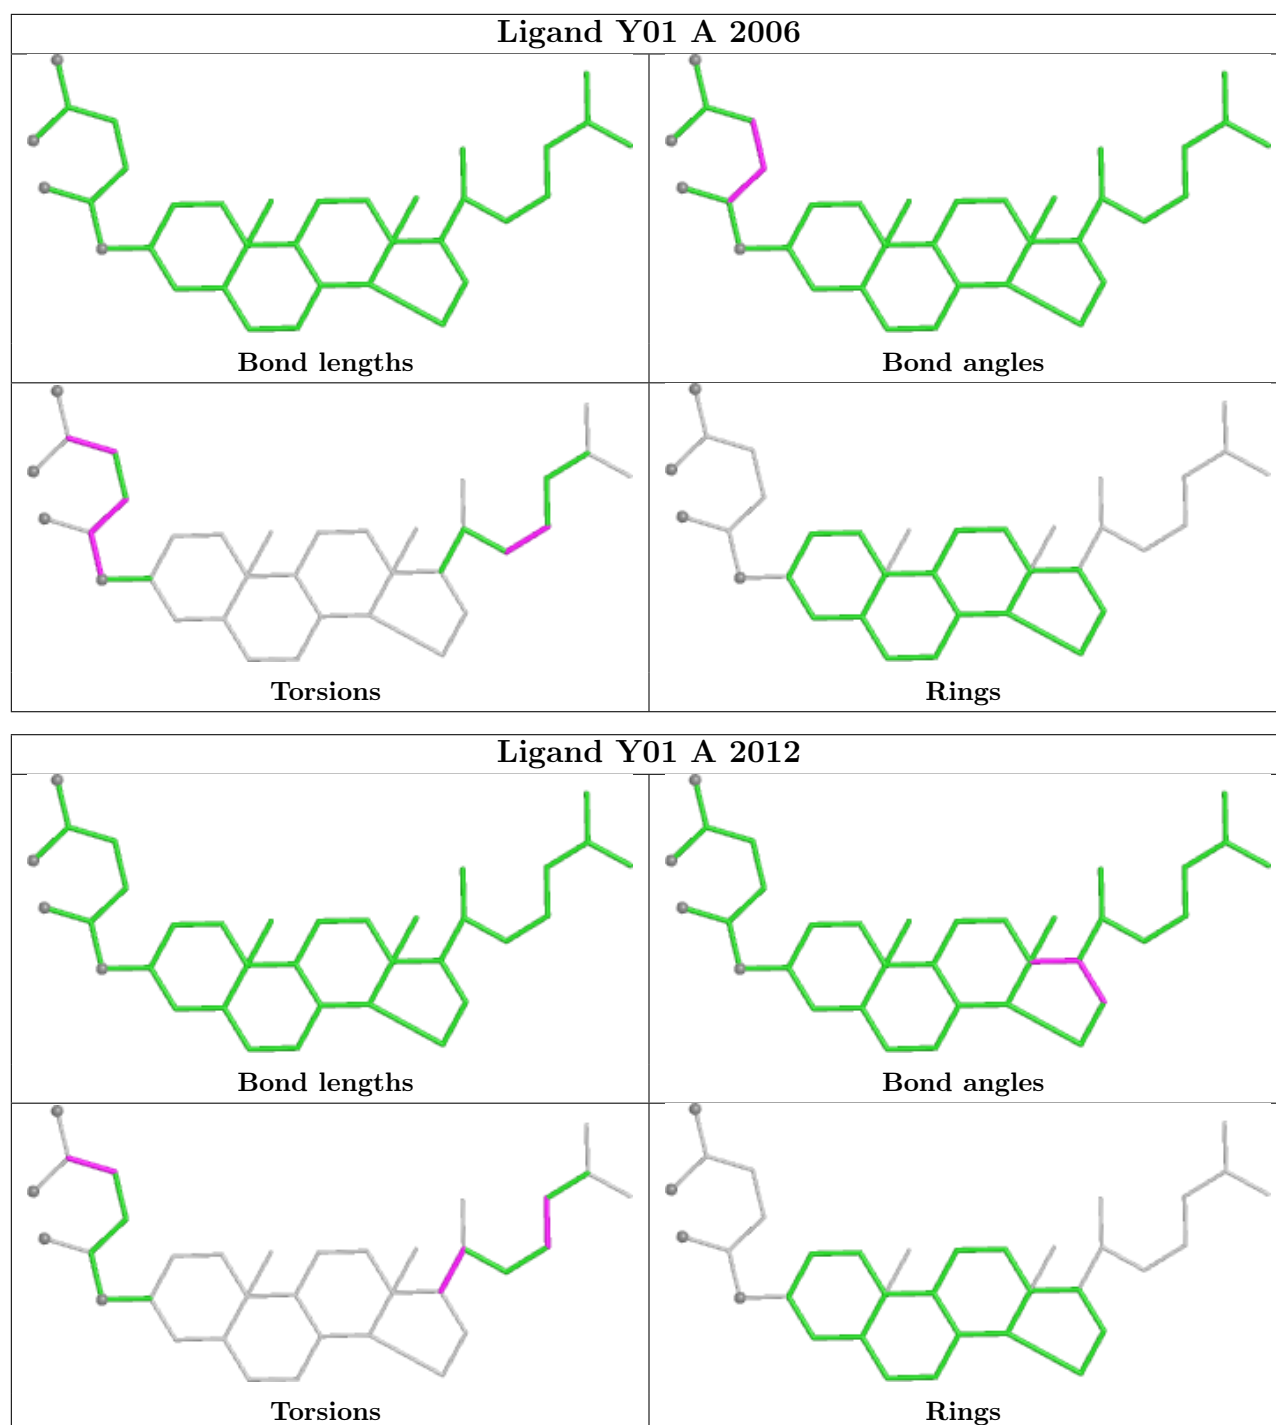 Ligand Y01 A 2006
Bond lengths
Bond angles
Torsions
Rings
Ligand Y01 A 2012
Bond lengths
Bond angles
Torsions
Rings